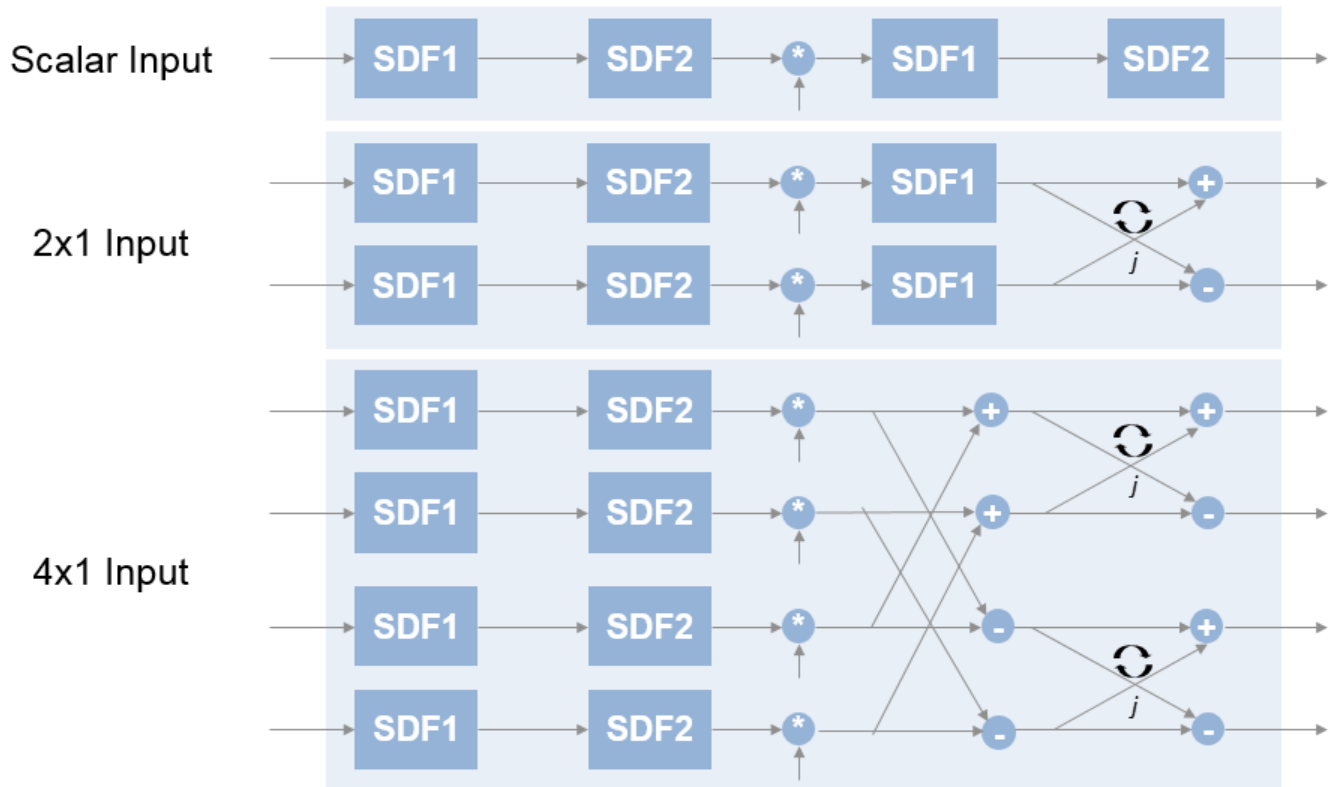 Scalar Input SDF1 SDF2 * SDF1 SDF2
SDF1 SDF2 * SDF1 +
2x1 Input
j
SDF1 SDF2 * SDF1 -
SDF1 SDF2 * + +
j
SDF1 SDF2 * + -
4x1 Input
SDF1 SDF2 * - +
j
SDF1 SDF2 * - -